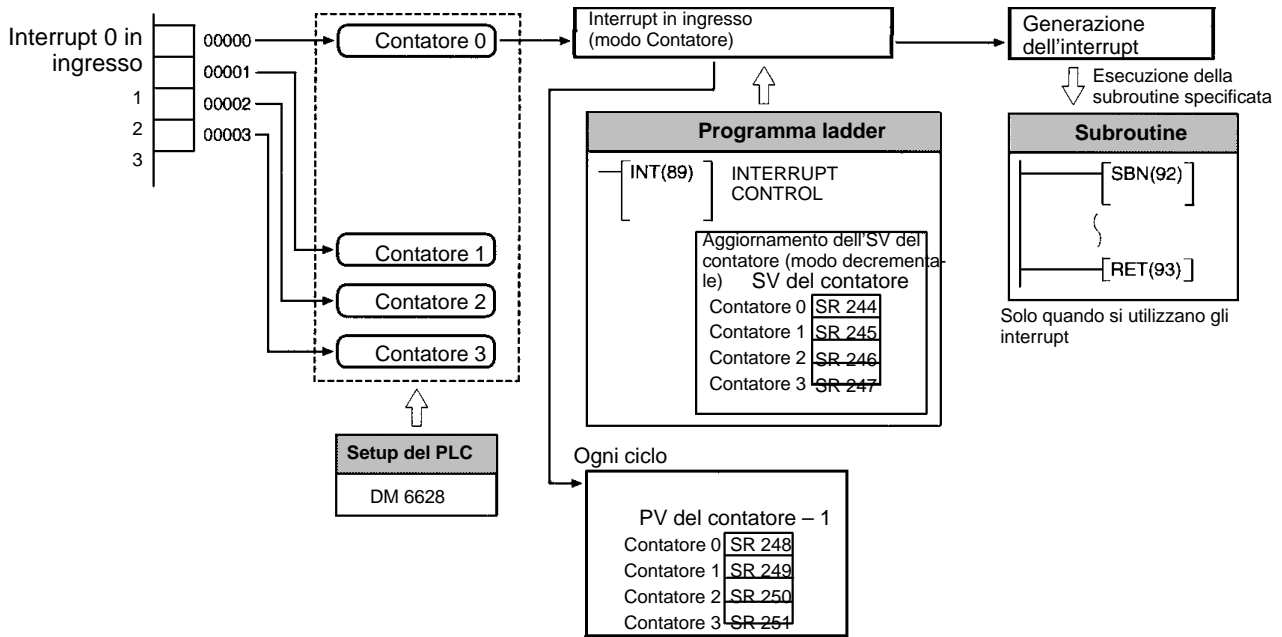 Interrupt 0 in
ingresso
1
2
3
00000
00001
00002
00003
Contatore 0
Contatore 1
Contatore 2
Contatore 3
Setup del PLC
DM 6628
Interrupt in ingresso
(modo Contatore)
Programma ladder
INT(89)
INTERRUPT
CONTROL
Aggiornamento dell'SV del
contatore (modo decrementa-
le)
SV del contatore
Contatore 0 SR 244
Contatore 1 SR 245
Contatore 2 SR 246
Contatore 3 SR 247
Ogni ciclo
PV del contatore – 1
Contatore 0 SR 248
Contatore 1 SR 249
Contatore 2 SR 250
Contatore 3 SR 251
Generazione
dell'interrupt
Esecuzione della
subroutine specificata
Subroutine
SBN(92)
RET(93)
Solo quando si utilizzano gli
interrupt